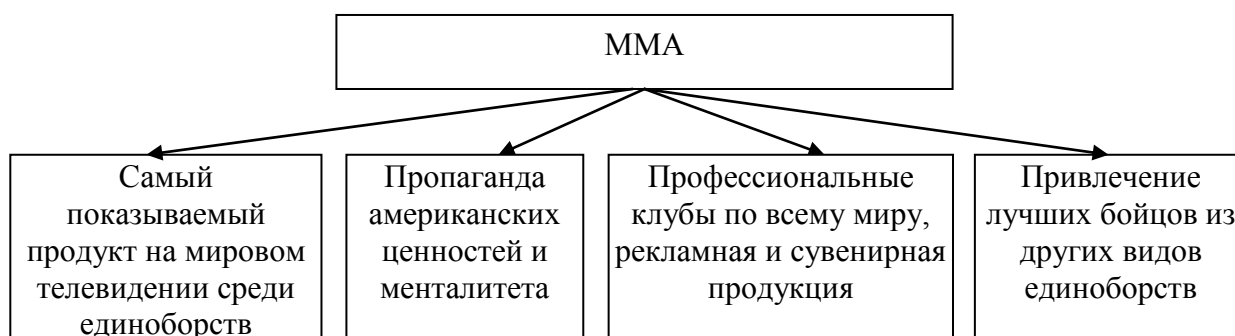 ММА
Самый
показываемый
продукт на мировом
телевидении среди
единоборств
Пропаганда
американских
ценностей и
менталитета
Профессиональные
клубы по всему миру,
рекламная и сувенирная
продукция
Привлечение
лучших бойцов из
других видов
единоборств